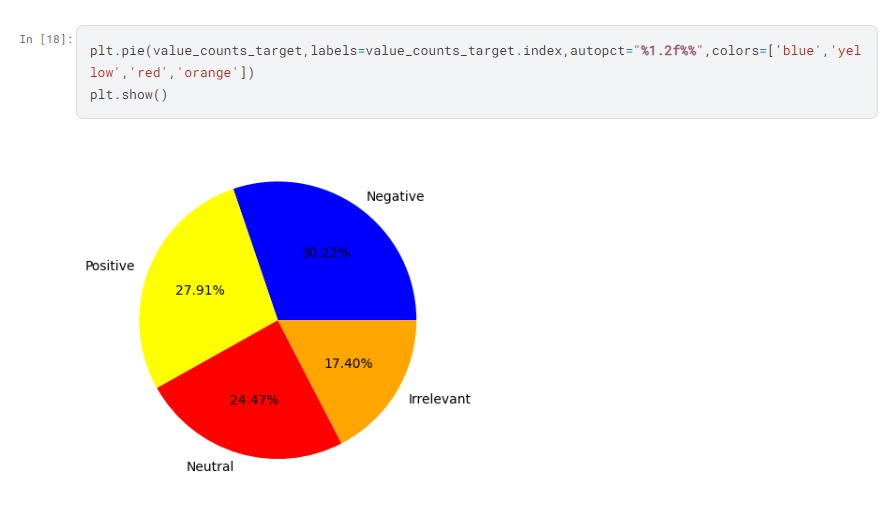 In [18]:
plt.pie(value_counts_target,labels=value_counts_target.index,autopct="%1.2f%%",colors=['blue','yel
low','red','orange'])
plt.show()
Negative
30.22%
Positive
27.91%
17.40%
24.47%
Irrelevant
Neutral